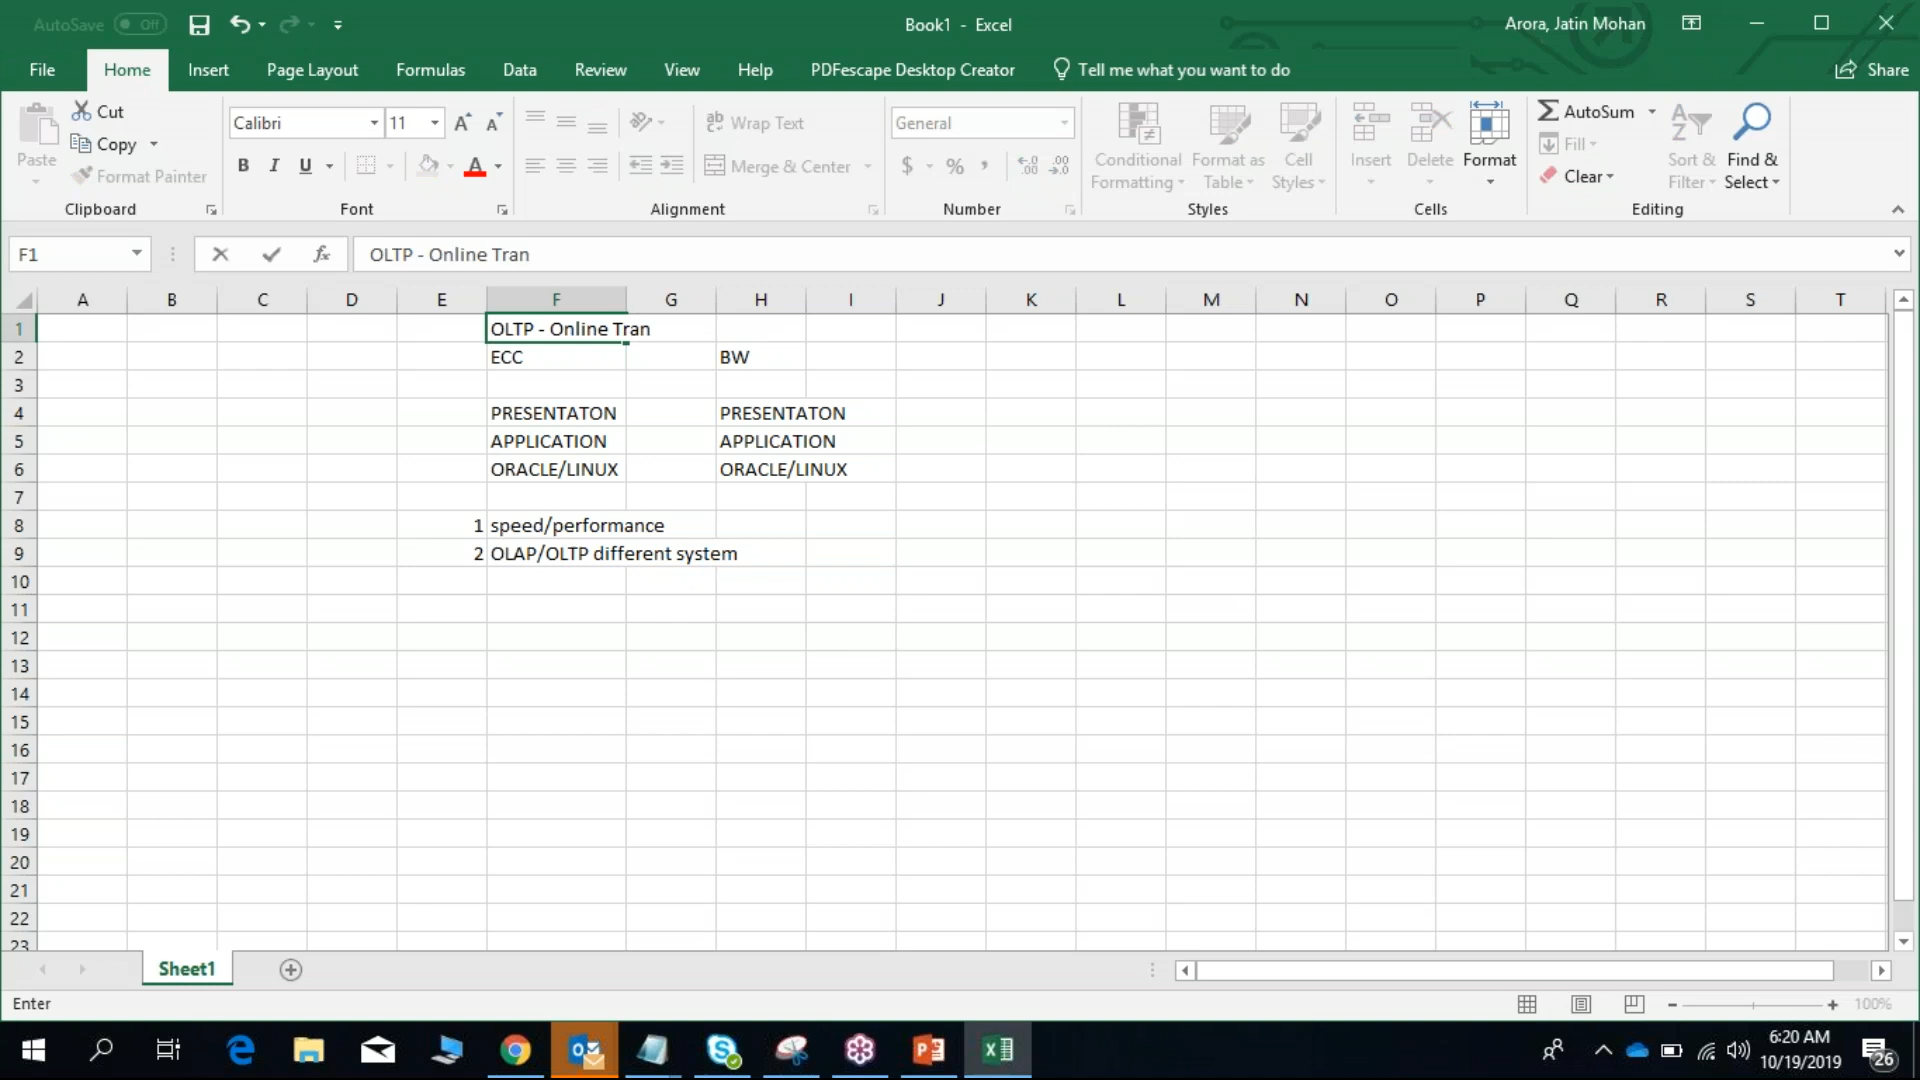 AutoSave Off
Book1 - Excel
Arora, Jatin Mohan
File Home Insert Page Layout Formulas Data Review View Help PDFescape Desktop Creator Tell me what you want to do Share
Paste
Cut
Copy
Format Painter
Clipboard
Calibri 11
B I U A
Font
ab Wrap Text
Merge & Center
Alignment
General
$ % ,
Number
Conditional Formatting
Format as Table
Cell Styles
Styles
Insert Delete Format
Cells
AutoSum
Fill
Clear
Sort & Filter
Find & Select
Editing
F1 fx OLTP - Online Tran
A B C D E F G H I J K L M N O P Q R S T
1 OLTP - Online Tran
2 ECC BW
3
4 PRESENTATON PRESENTATON
5 APPLICATION APPLICATION
6 ORACLE/LINUX ORACLE/LINUX
7
8 1 speed/performance
9 2 OLAP/OLTP different system
10
11
12
13
14
15
16
17
18
19
20
21
22
23
Sheet1
Enter 100%
6:20 AM
10/19/2019
26